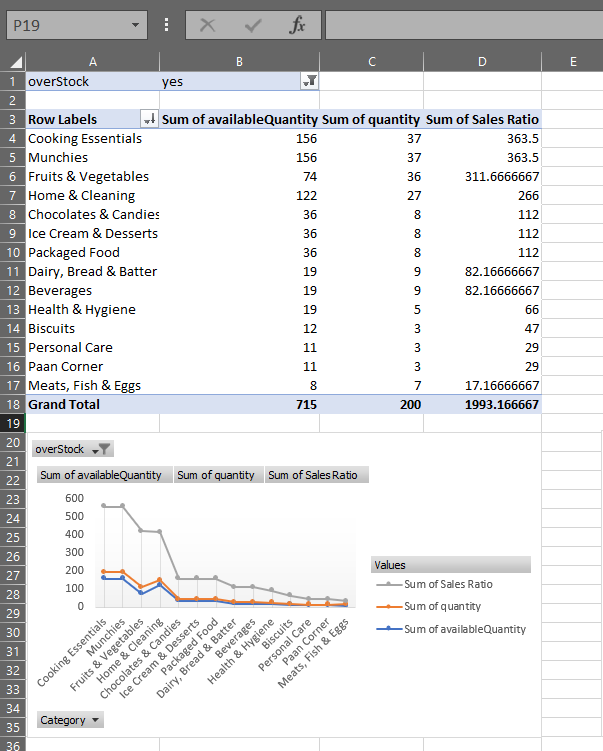 P19 fx
A B C D E
1 overStock yes
2
3 Row Labels Sum of availableQuantity Sum of quantity Sum of Sales Ratio
4 Cooking Essentials 156 37 363.5
5 Munchies 156 37 363.5
6 Fruits & Vegetables 74 36 311.6666667
7 Home & Cleaning 122 27 266
8 Chocolates & Candies 36 8 112
9 Ice Cream & Desserts 36 8 112
10 Packaged Food 36 8 112
11 Dairy, Bread & Batter 19 9 82.16666667
12 Beverages 19 9 82.16666667
13 Health & Hygiene 19 5 66
14 Biscuits 12 3 47
15 Personal Care 11 3 29
16 Paan Corner 11 3 29
17 Meats, Fish & Eggs 8 7 17.16666667
18 Grand Total 715 200 1993.166667
19
20 overStock
21
22 Sum of availableQuantity Sum of quantity Sum of Sales Ratio
23 600
24 500
25 400
26 300 Values
27 200 Sum of Sales Ratio
28 100 Sum of quantity
29 0 Sum of availableQuantity
30
31
32
33
34
35
36
Cooking Essentials
Munchies
Fruits & Vegetables
Home & Cleaning
Chocolates & Candies
Ice Cream & Desserts
Packaged Food
Dairy, Bread & Batter
Beverages
Health & Hygiene
Biscuits
Personal Care
Paan Corner
Meats, Fish & Eggs
Category